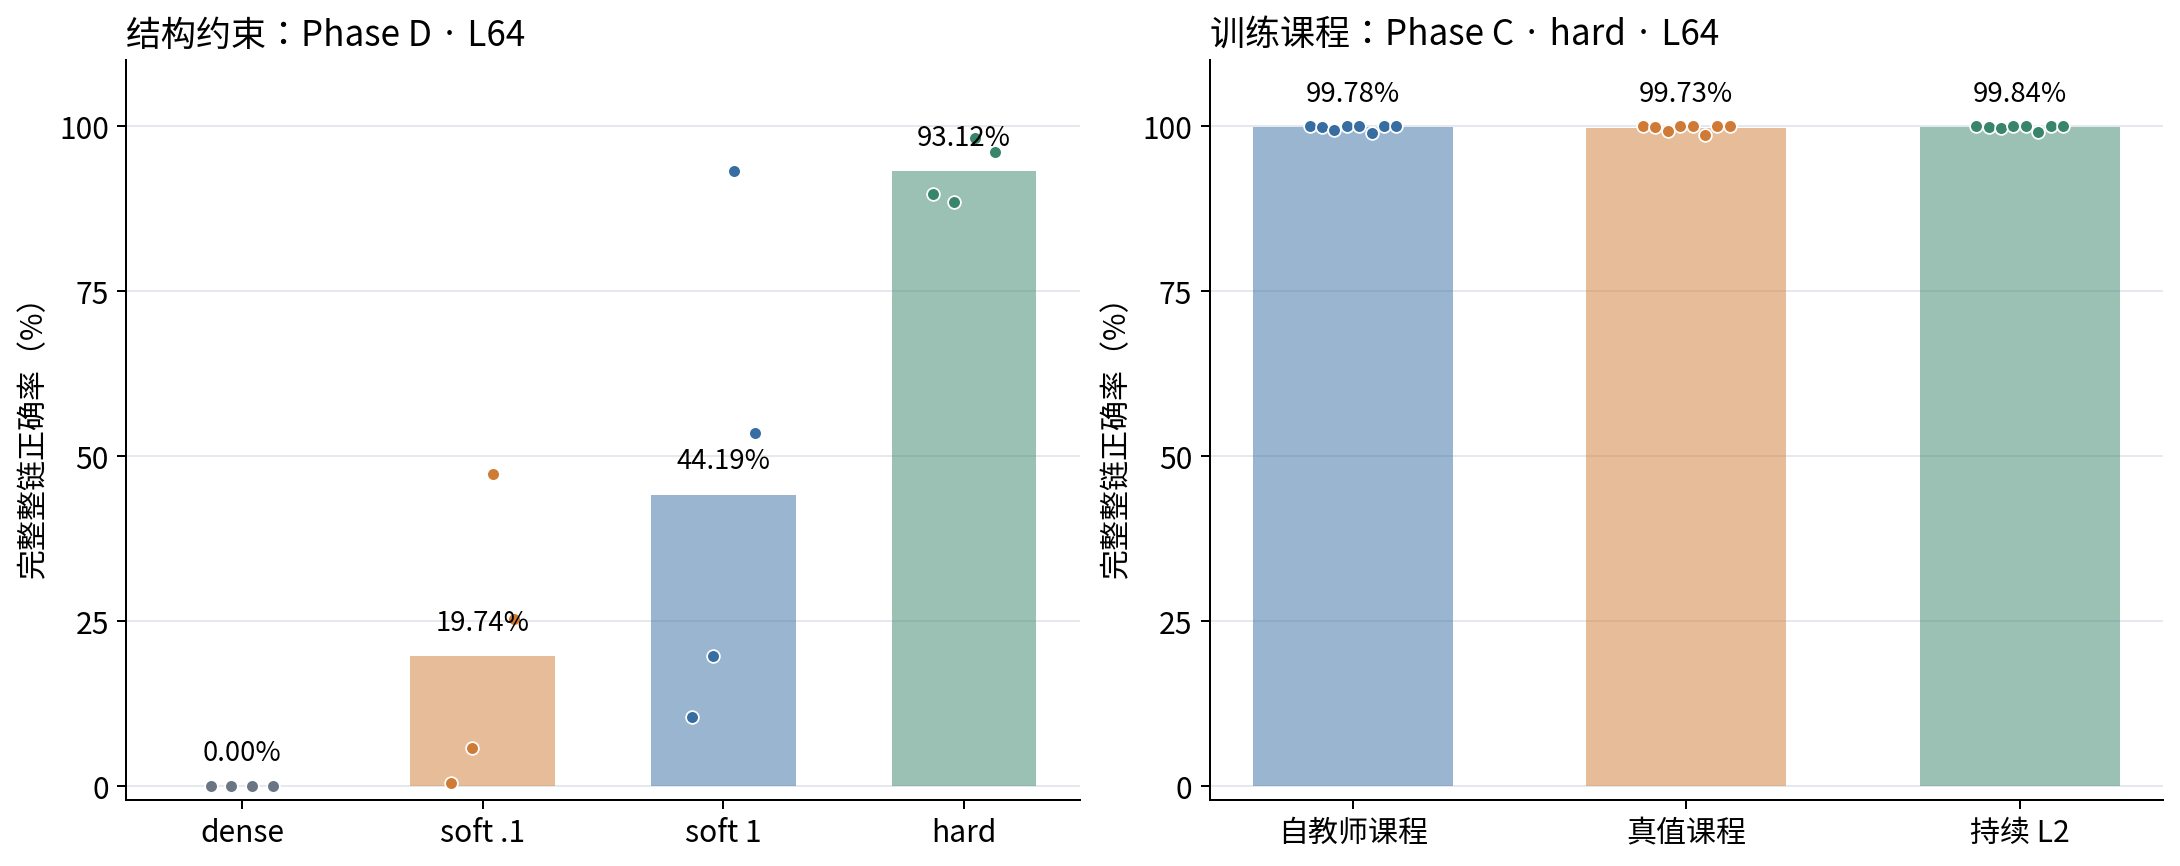 结构约束：Phase D · L64
完整整链正确率（%）
100
75
50
25
0
0.00%
19.74%
44.19%
93.12%
dense
soft .1
soft 1
hard
训练课程：Phase C · hard · L64
完整整链正确率（%）
100
75
50
25
0
99.78%
99.73%
99.84%
自教师课程
真值课程
持续 L2